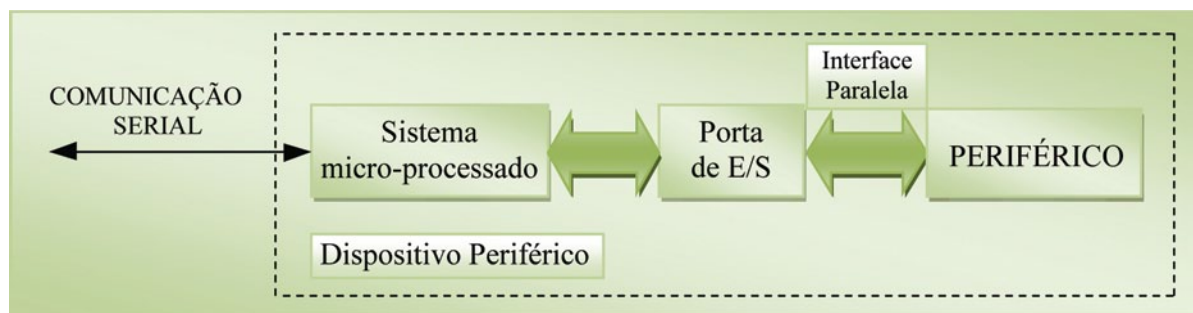 COMUNICAÇÃO
SERIAL
Sistema
micro-processado
Porta
de E/S
Interface
Paralela
PERIFÉRICO
Dispositivo Periférico